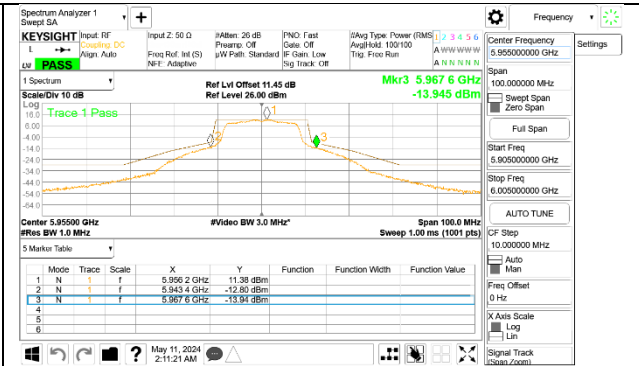 Spectrum Analyzer 1
Swept SA
Frequency
KEYSIGHT Input: RF Input Z: 50 Ω #Atten: 26 dB PNO: Fast #Avg Type: Power (RMS 1 2 3 4 5 6
L Coupling: DC Preamp: Off Gate: Off Avg|Hold: 100/100 A W W W W W
Align: Auto Freq Ref: Int (S) µW Path: Standard IF Gain: Low Trig: Free Run
PASS NFE: Adaptive Sig Track: Off A N N N N N
1 Spectrum Ref Lvl Offset 11.45 dB Mkr3 5.967 6 GHz
Scale/Div 10 dB Ref Level 26.00 dBm -13.945 dBm
Log
Trace 1 Pass
16.0
6.00
-4.00
-14.0
-24.0
-34.0
-44.0
-54.0
-64.0
1
2
3
Center 5.95500 GHz #Video BW 3.0 MHz* Span 100.0 MHz
#Res BW 1.0 MHz Sweep 1.00 ms (1001 pts)
5 Marker Table
Mode Trace Scale X Y Function Function Width Function Value
1 N 1 f 5.956 2 GHz 11.38 dBm
2 N 1 f 5.943 4 GHz -12.80 dBm
3 N 1 f 5.967 6 GHz -13.94 dBm
4
5
6
? May 11, 2024
2:11:21 AM
Center Frequency
5.955000000 GHz
Settings
Span
100.000000 MHz
Swept Span
Zero Span
Full Span
Start Freq
5.905000000 GHz
Stop Freq
6.005000000 GHz
AUTO TUNE
CF Step
10.000000 MHz
Auto
Man
Freq Offset
0 Hz
X Axis Scale
Log
Lin
Signal Track
(Span Zoom)